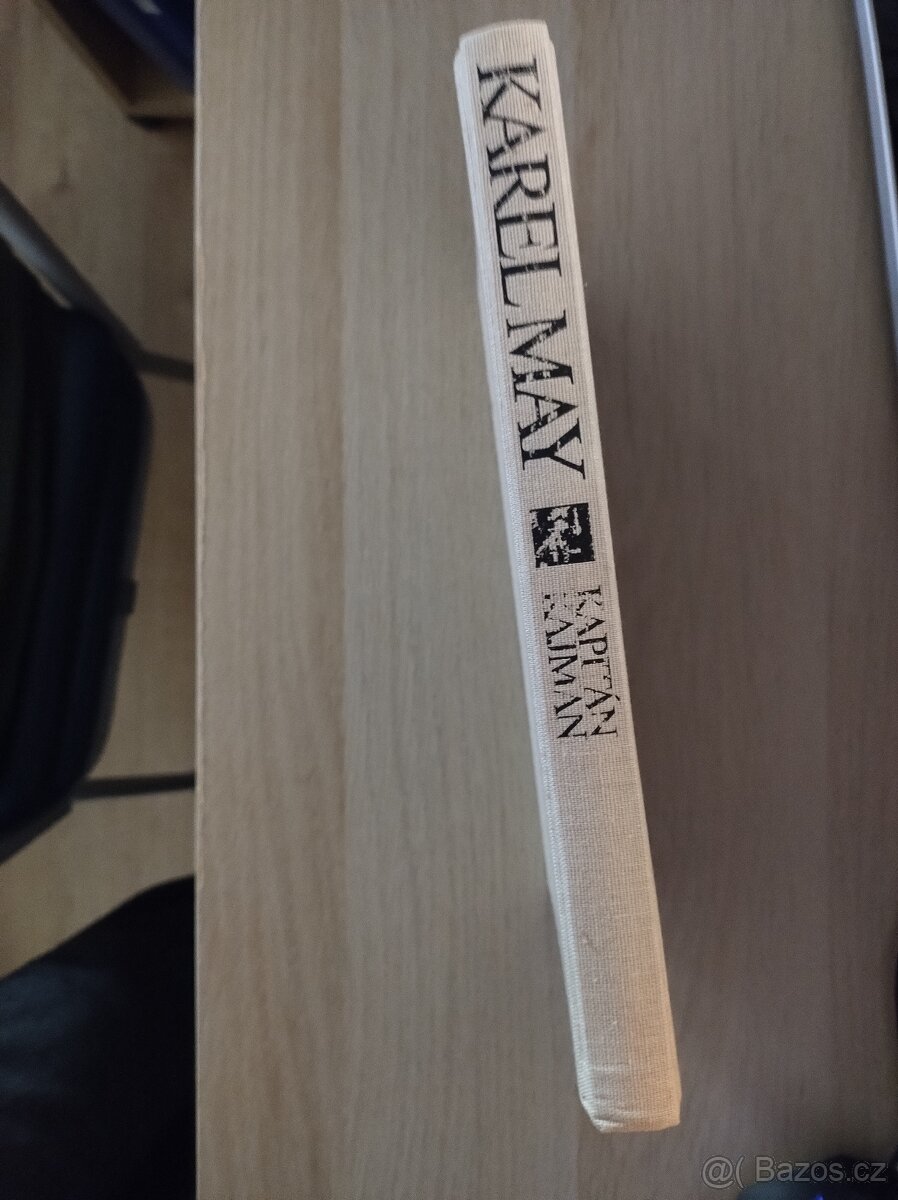 KAREL MAY
KAPITÁN
KAJMAN
@( Bazos.cz